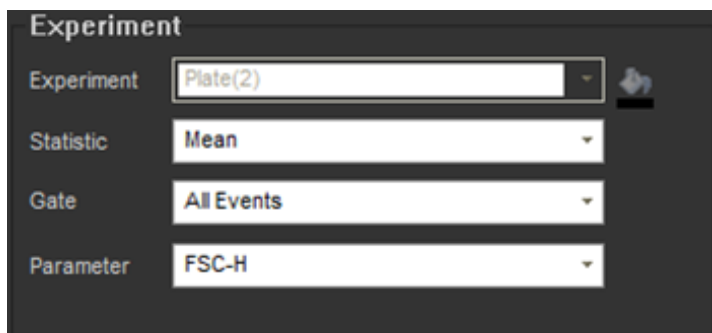 Experiment
Experiment Plate(2)
Statistic Mean
Gate All Events
Parameter FSC-H